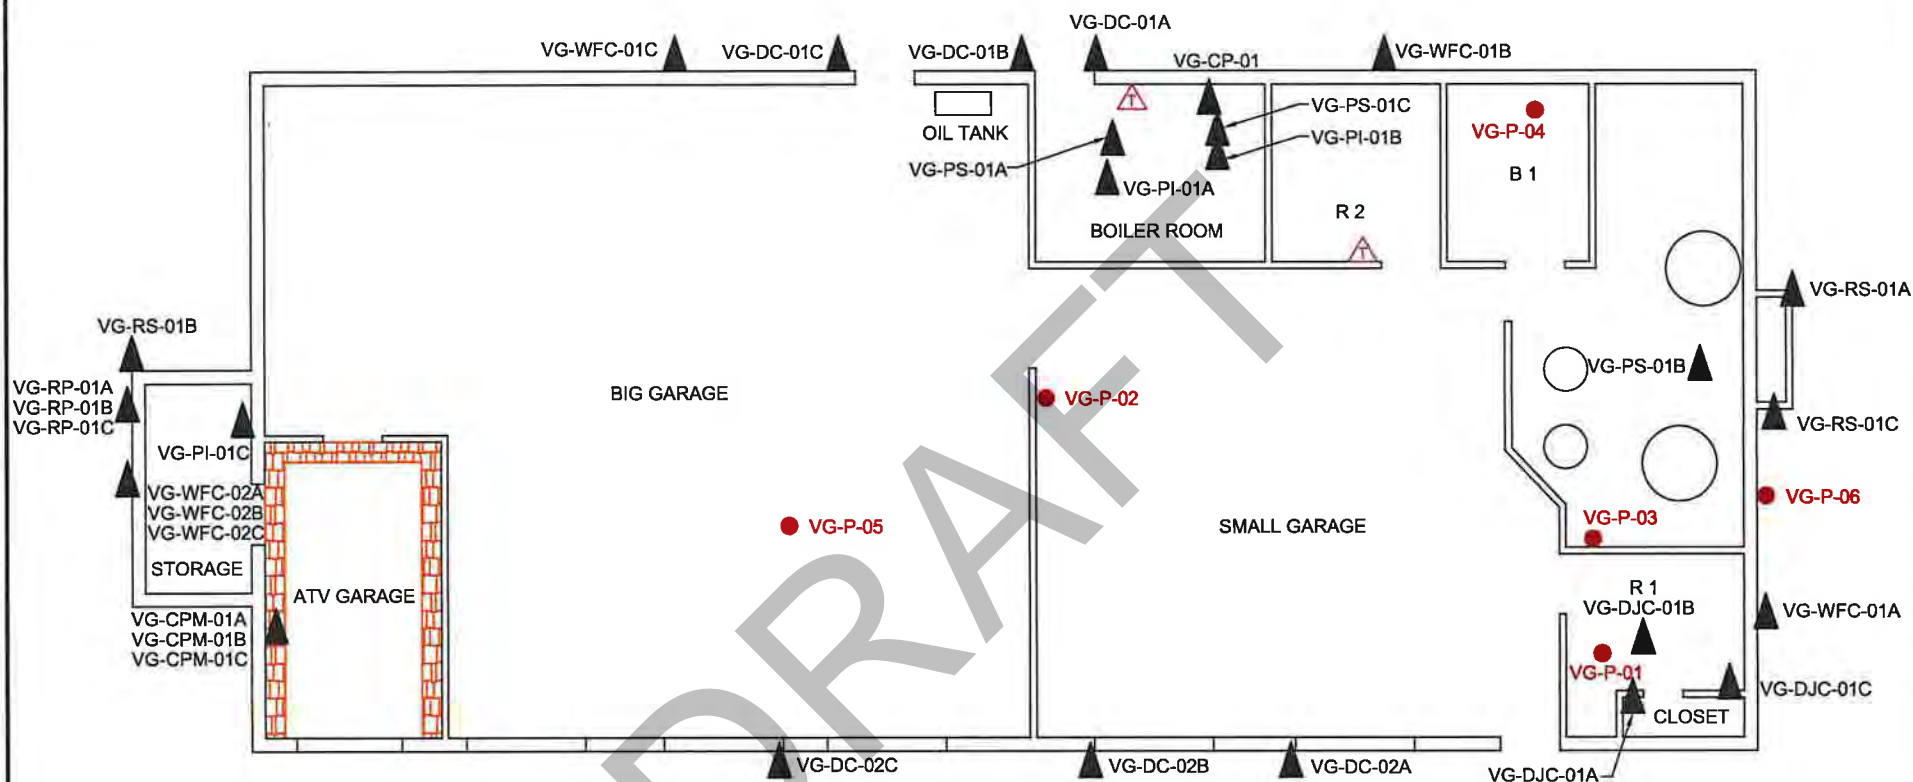 VG-DC-01A
VG-WFC-01C
VG-DC-01C
VG-DC-01B
VG-WFC-01B
VG-CP-01
T
VG-PS-01C
OIL TANK
VG-P-04
VG-PI-01B
VG-PS-01A
B 1
VG-PI-01A
R 2
BOILER ROOM
T
VG-RS-01A
VG-RS-01B
VG-PS-01B
VG-RP-01A
VG-RP-01B
VG-RP-01C
BIG GARAGE
VG-P-02
VG-RS-01C
VG-PI-01C
VG-WFC-02A
VG-WFC-02B
VG-WFC-02C
VG-P-06
VG-P-03
VG-P-05
SMALL GARAGE
STORAGE
ATV GARAGE
R 1
VG-DJC-01B
VG-WFC-01A
VG-CPM-01A
VG-CPM-01B
VG-CPM-01C
VG-P-01
VG-DJC-01C
CLOSET
VG-DC-02C
VG-DC-02B
VG-DC-02A
VG-DJC-01A
DRAFT